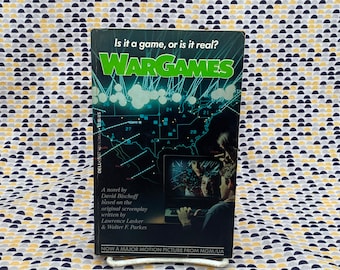 Is it a game, or is it real?
WARGAMES
A novel by
David Bischoff
Based on the
original screenplay
written by
Lawrence Lasker
& Walter F. Parkes
NOW A MAJOR MOTION PICTURE FROM MGM/UA